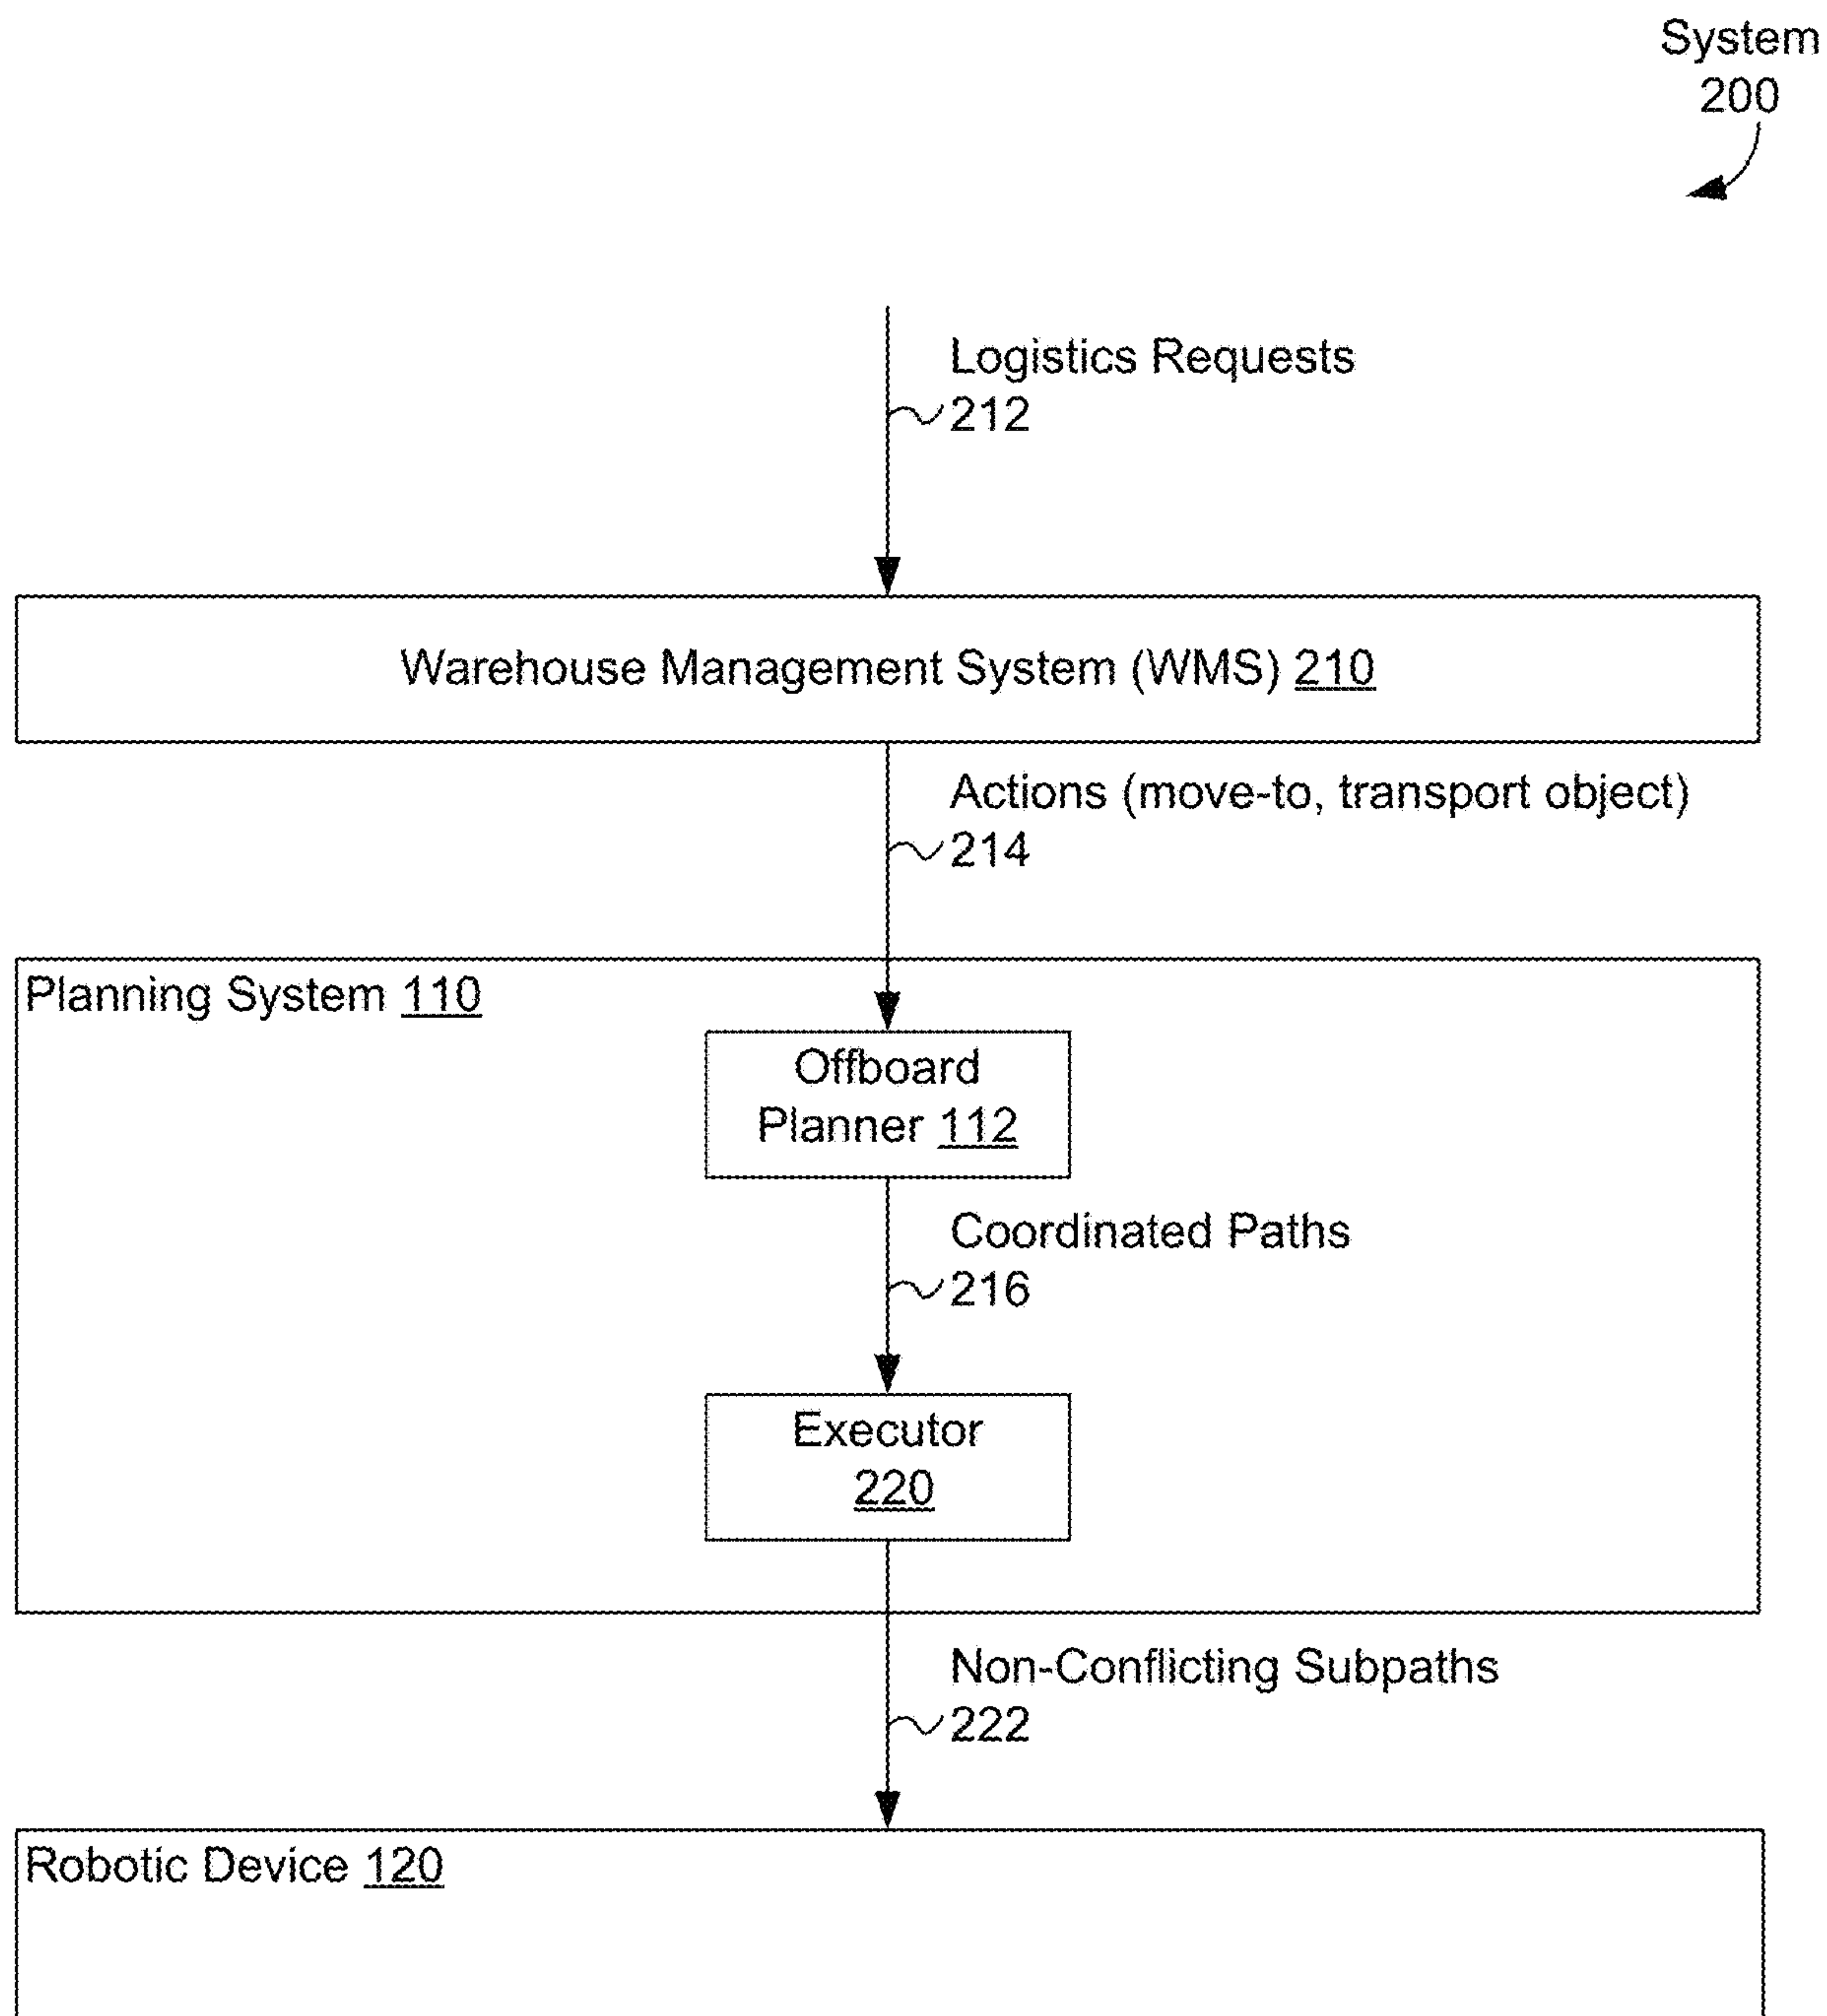 System
200
Logistics Requests
212
Warehouse Management System (WMS) 210
Actions (move-to, transport object)
214
Planning System 110
Offboard
Planner 112
Coordinated Paths
216
Executor
220
Non-Conflicting Subpaths
222
Robotic Device 120